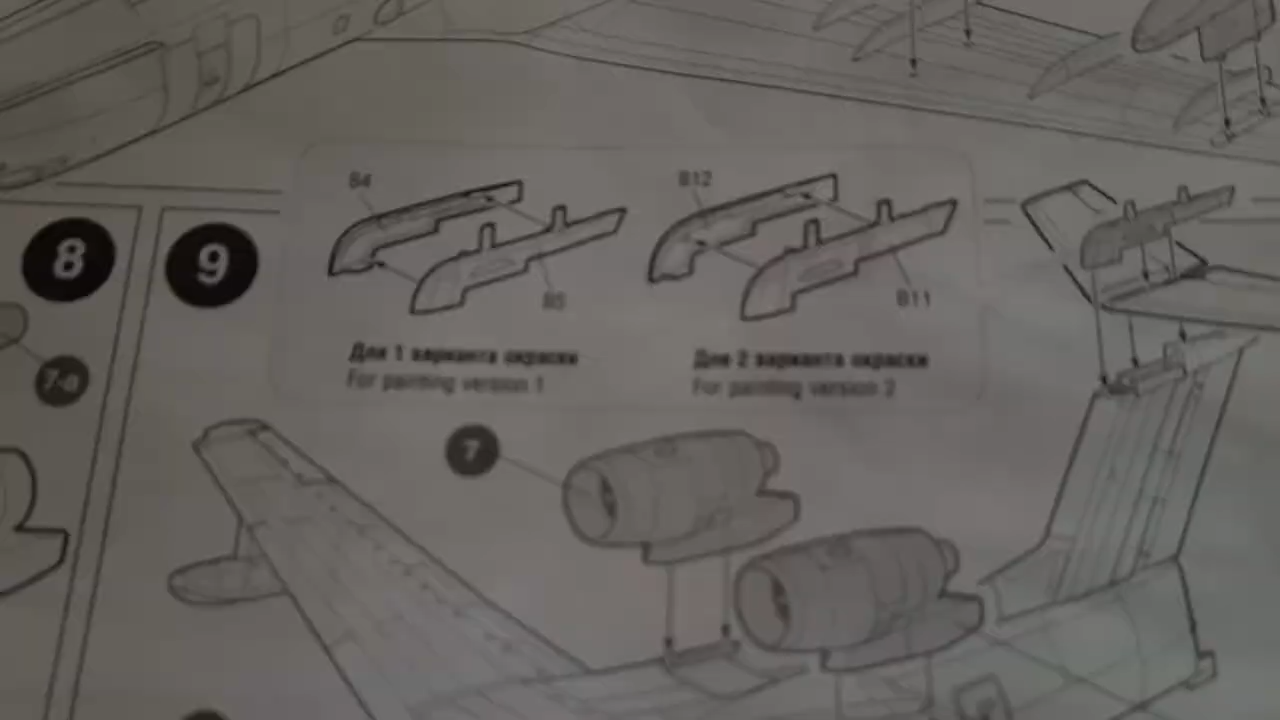 B4
B12
8
9
B5
B11
7-а
Для 1 варианта окраски
For painting version 1
Для 2 варианта окраски
For painting version 2
7